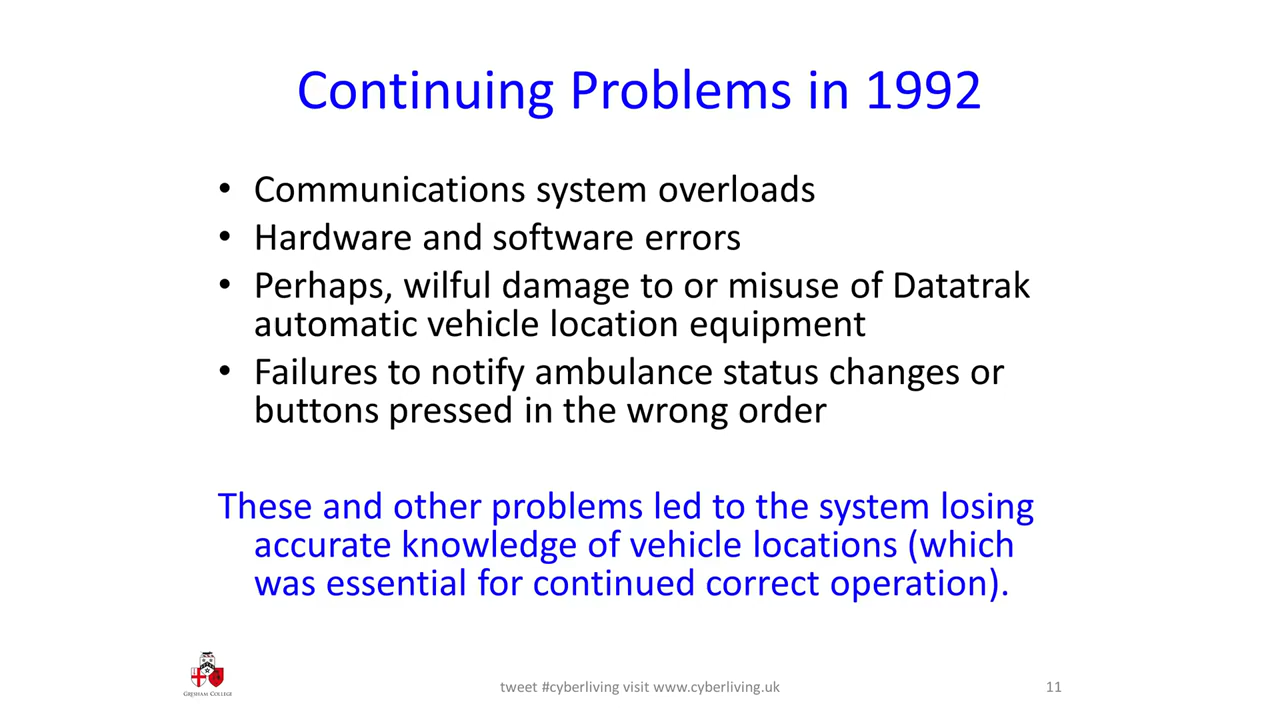 Continuing Problems in 1992
• Communications system overloads
• Hardware and software errors
• Perhaps, wilful damage to or misuse of Datatrak
automatic vehicle location equipment
• Failures to notify ambulance status changes or
buttons pressed in the wrong order
These and other problems led to the system losing
accurate knowledge of vehicle locations (which
was essential for continued correct operation).
GRESHAM COLLEGE
tweet #cyberliving visit www.cyberliving.uk
11